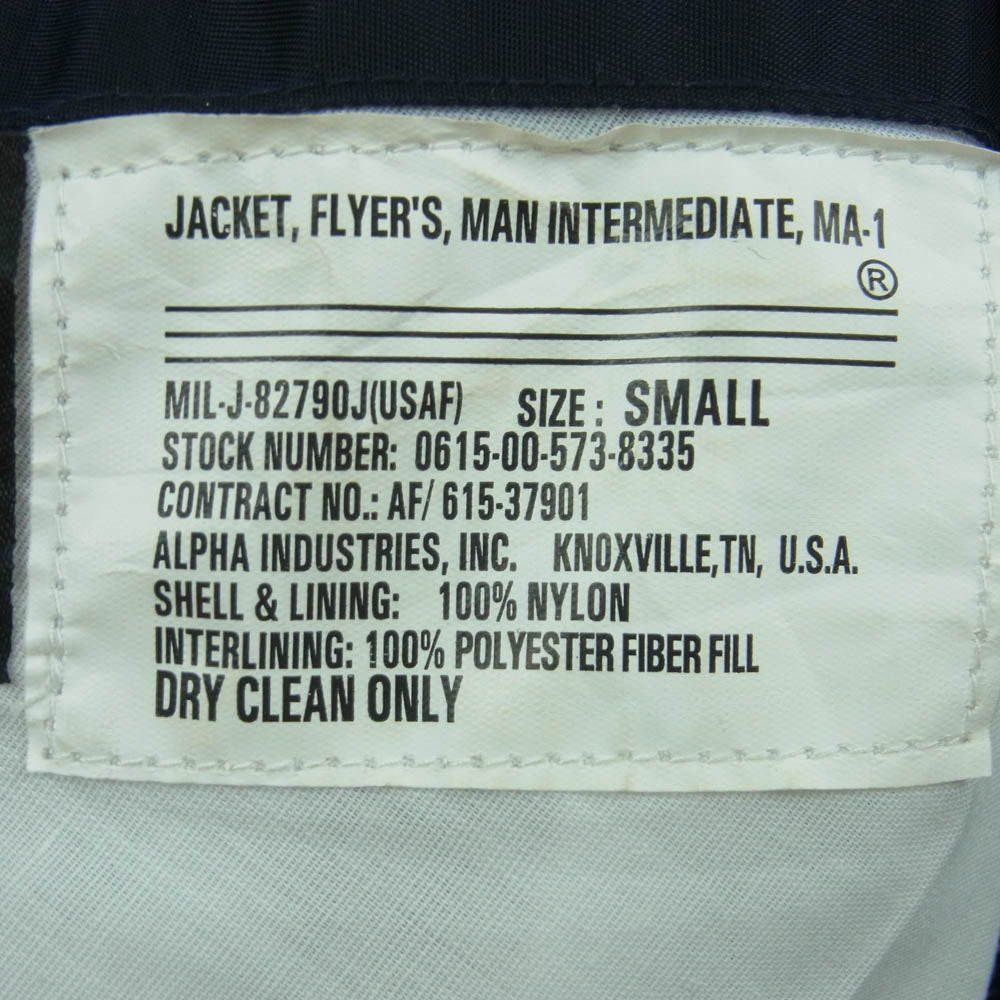 JACKET, FLYER'S, MAN INTERMEDIATE, MA-1
®
MIL-J-82790J(USAF) SIZE: SMALL
STOCK NUMBER: 0615-00-573-8335
CONTRACT NO.: AF/ 615-37901
ALPHA INDUSTRIES, INC. KNOXVILLE,TN, U.S.A.
SHELL & LINING: 100% NYLON
INTERLINING: 100% POLYESTER FIBER FILL
DRY CLEAN ONLY